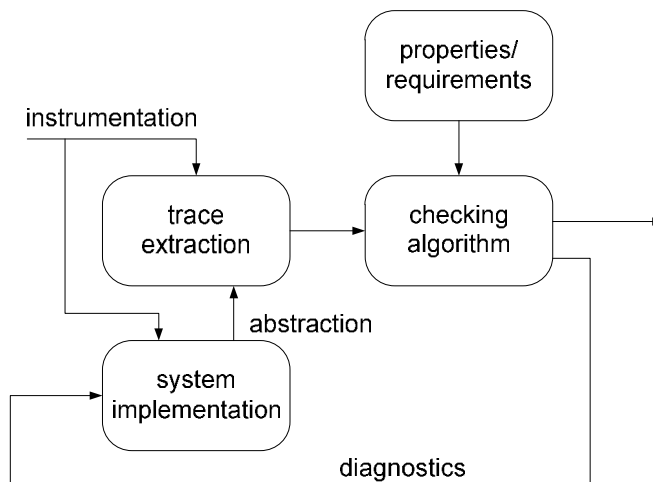 properties/
requirements
instrumentation
trace
extraction
checking
algorithm
abstraction
system
implementation
diagnostics